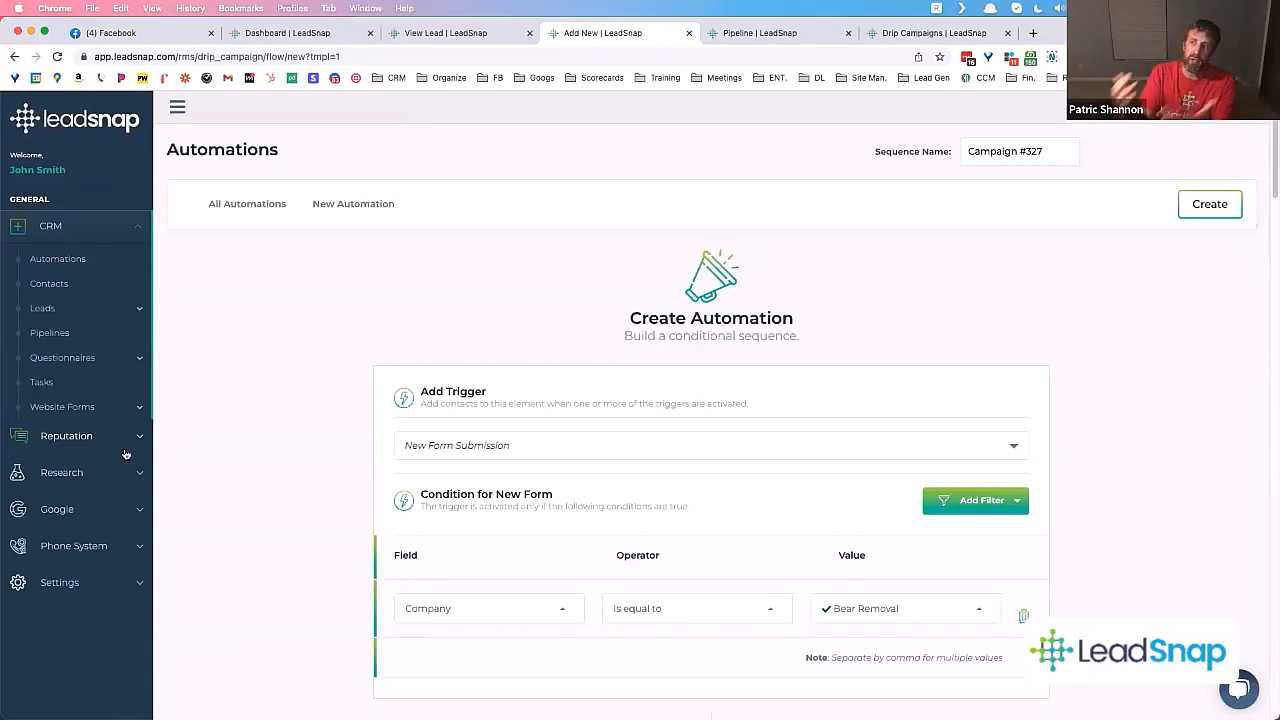 Chrome File Edit View History Bookmarks Profiles Tab Window Help
(4) Facebook
Dashboard | LeadSnap
View Lead | LeadSnap
Add New | LeadSnap
Pipeline | LeadSnap
Drip Campaigns | LeadSnap
app.leadsnap.com/rms/drip_campaign/flow/new?tmpl=1
CRM Organize FB Goog Scorecards Training Meetin ENT. DL Site Man. Lead Gen CCM Fin.
Patric Shannon
leadsnap
Welcome,
John Smith
GENERAL
CRM
Automations
Contacts
Leads
Pipelines
Questionnaires
Tasks
Website Forms
Reputation
Research
Google
Phone System
Settings
Automations
Sequence Name: Campaign #327
All Automations New Automation Create
Create Automation
Build a conditional sequence.
Add Trigger
Add contacts to this element when one or more of the triggers are activated.
New Form Submission
Condition for New Form
The trigger is activated only if the following conditions are true.
Add Filter
Field Operator Value
Company Is equal to Bear Removal
Note: Separate by comma for multiple values
LeadSnap